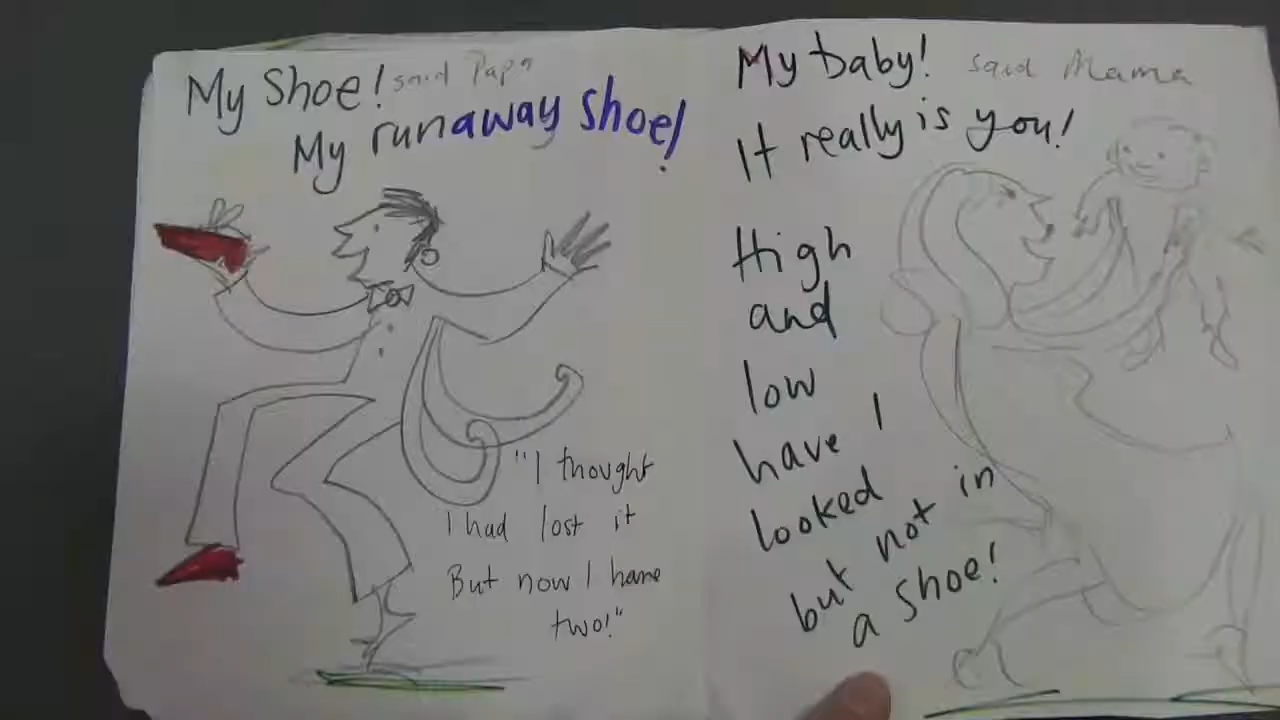 My Shoe! said Papa
My runaway shoe!
"I thought
I had lost it
But now I have
two!"
My baby! said Mama
It really is you!
High
and
low
have I
looked
but not in
a shoe!